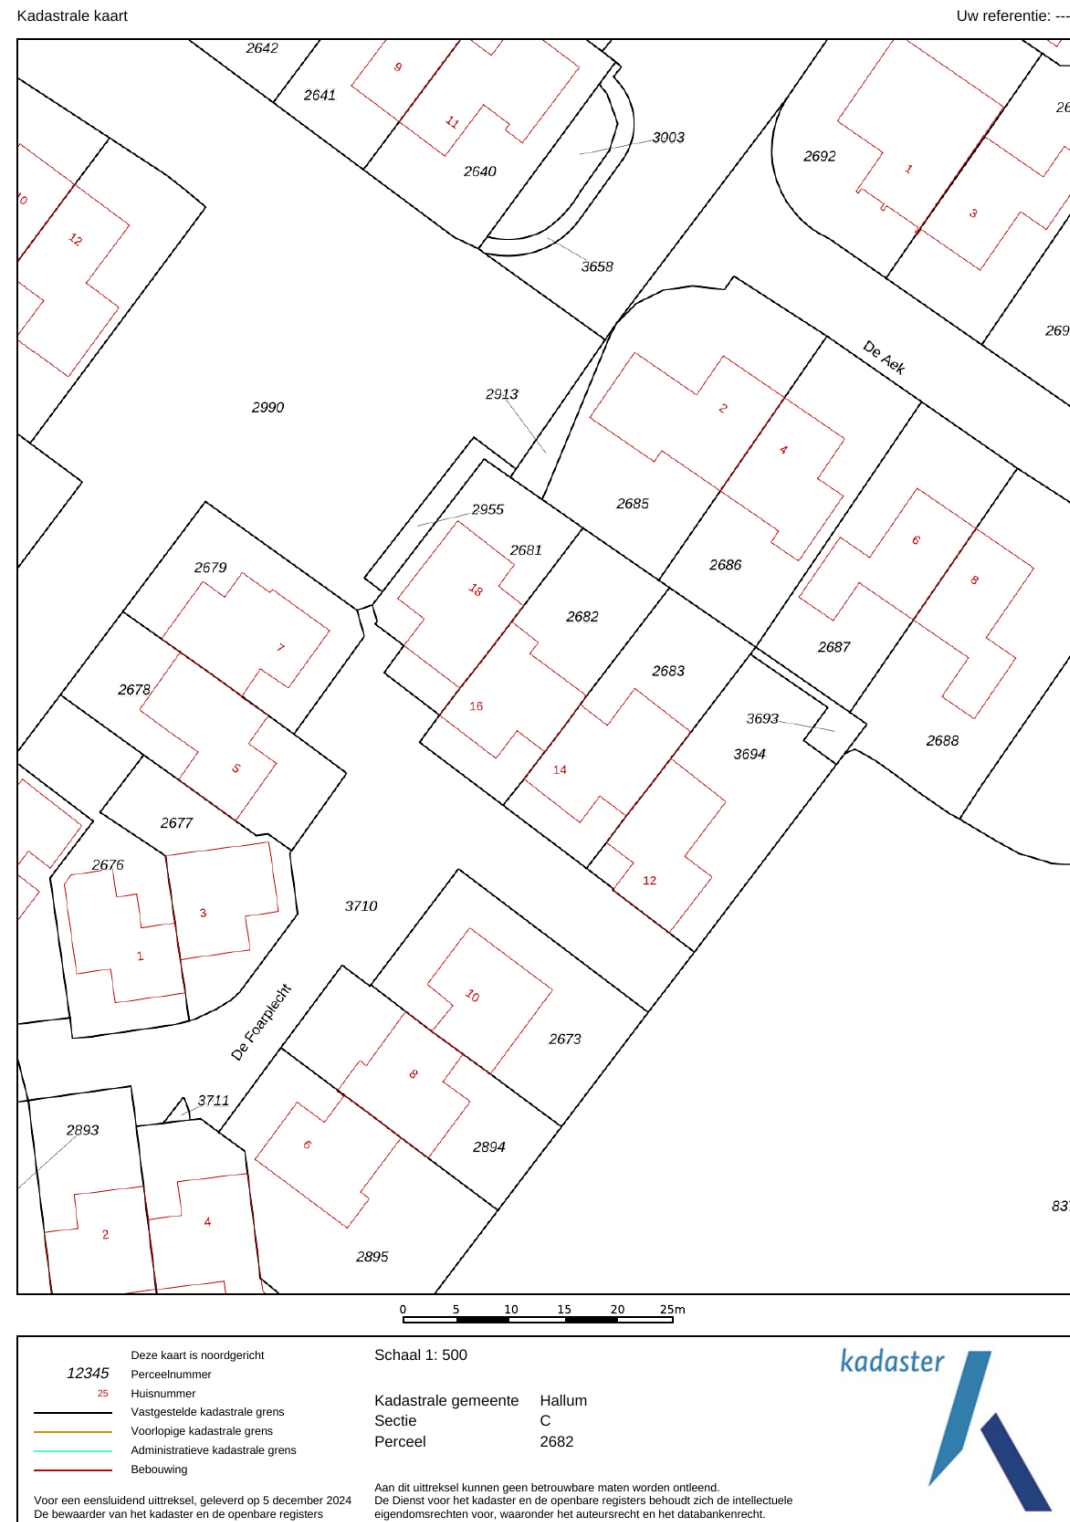 Kadastrale kaart
Uw referentie: ---
2642
9
2641
11
2640
3003
2692
1
3
10
12
3658
De Aek
2990
2913
2
4
2685
2955
2681
2686
6
8
2679
18
2682
2687
7
2683
2678
16
3693
2688
3694
5
14
2677
2676
12
3
3710
1
10
De Foarplecht
2673
8
3711
2893
6
2894
4
2
2895
0 5 10 15 20 25m
Deze kaart is noordgericht
12345 Perceelnummer
25 Huisnummer
Vastgestelde kadastrale grens
Voorlopige kadastrale grens
Administratieve kadastrale grens
Bebouwing
Voor een eensluidend uittreksel, geleverd op 5 december 2024
De bewaarder van het kadaster en de openbare registers
Schaal 1: 500
Kadastrale gemeente Hallum
Sectie C
Perceel 2682
Aan dit uittreksel kunnen geen betrouwbare maten worden ontleend.
De Dienst voor het kadaster en de openbare registers behoudt zich de intellectuele
eigendomsrechten voor, waaronder het auteursrecht en het databankenrecht.
kadaster